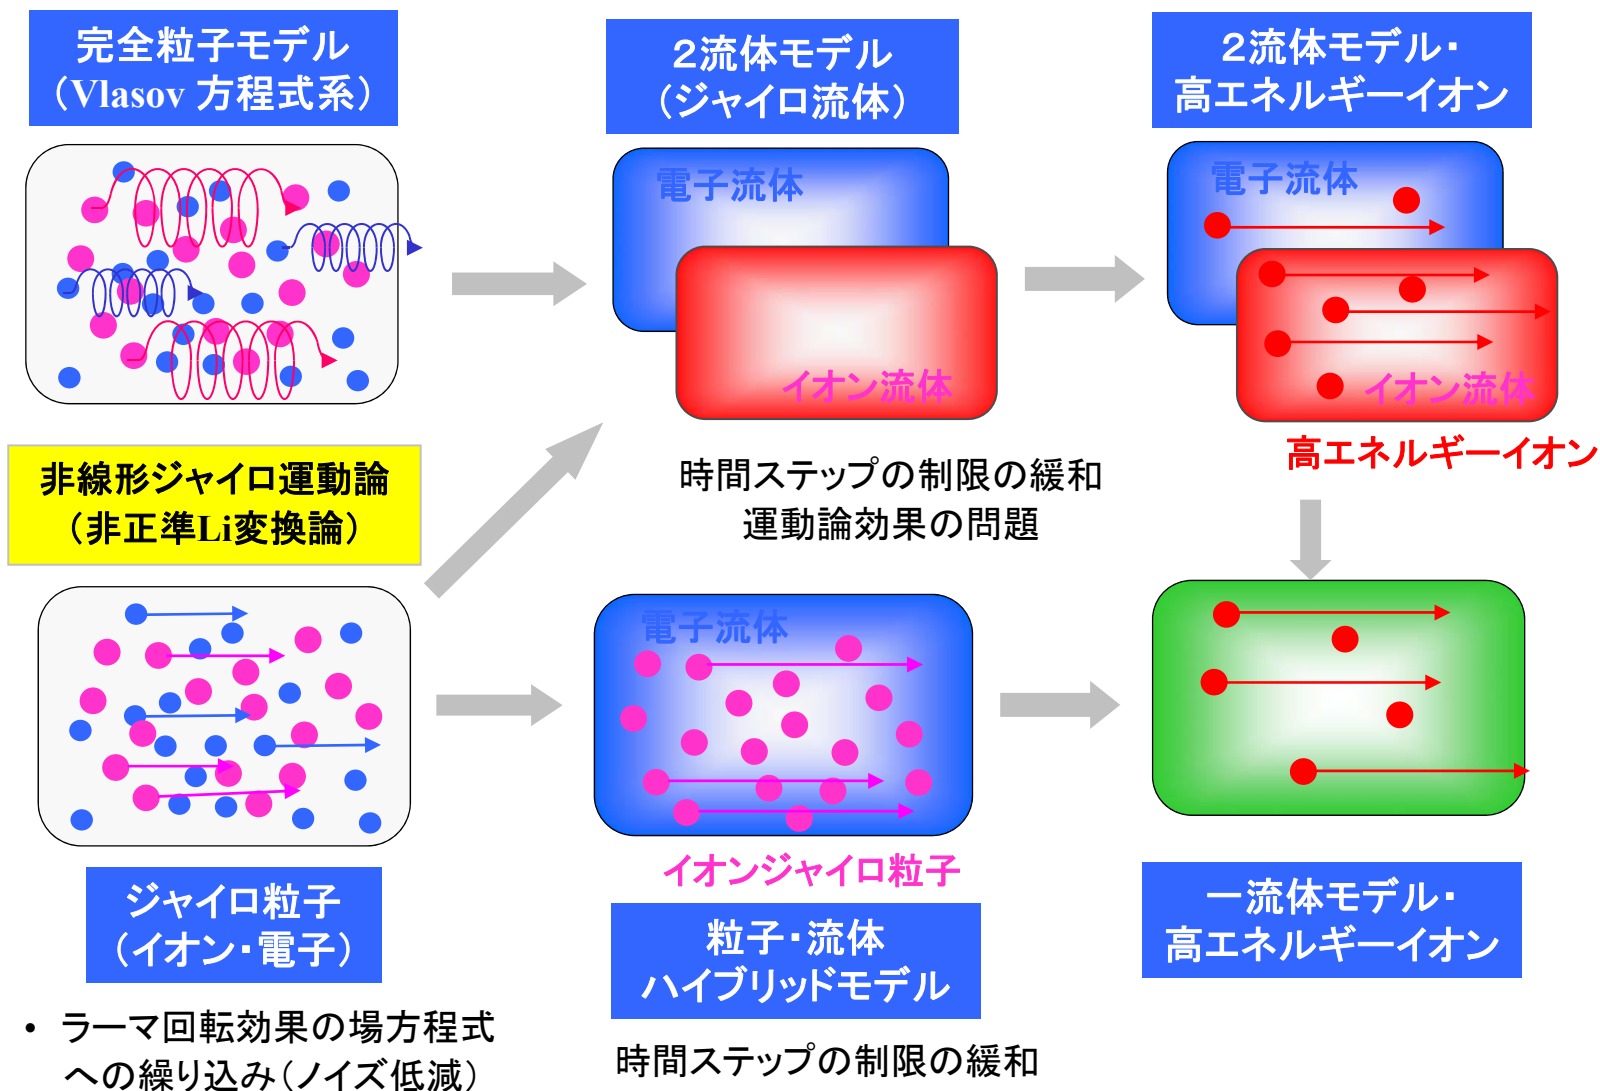 完全粒子モデル
（Vlasov 方程式系）
２流体モデル
（ジャイロ流体）
２流体モデル・
高エネルギーイオン
電子流体
イオン流体
電子流体
イオン流体
高エネルギーイオン
時間ステップの制限の緩和
運動論効果の問題
非線形ジャイロ運動論
（非正準Li変換論）
電子流体
イオンジャイロ粒子
ジャイロ粒子
（イオン・電子）
粒子・流体
ハイブリッドモデル
一流体モデル・
高エネルギーイオン
• ラーマ回転効果の場方程式
への繰り込み（ノイズ低減）
時間ステップの制限の緩和